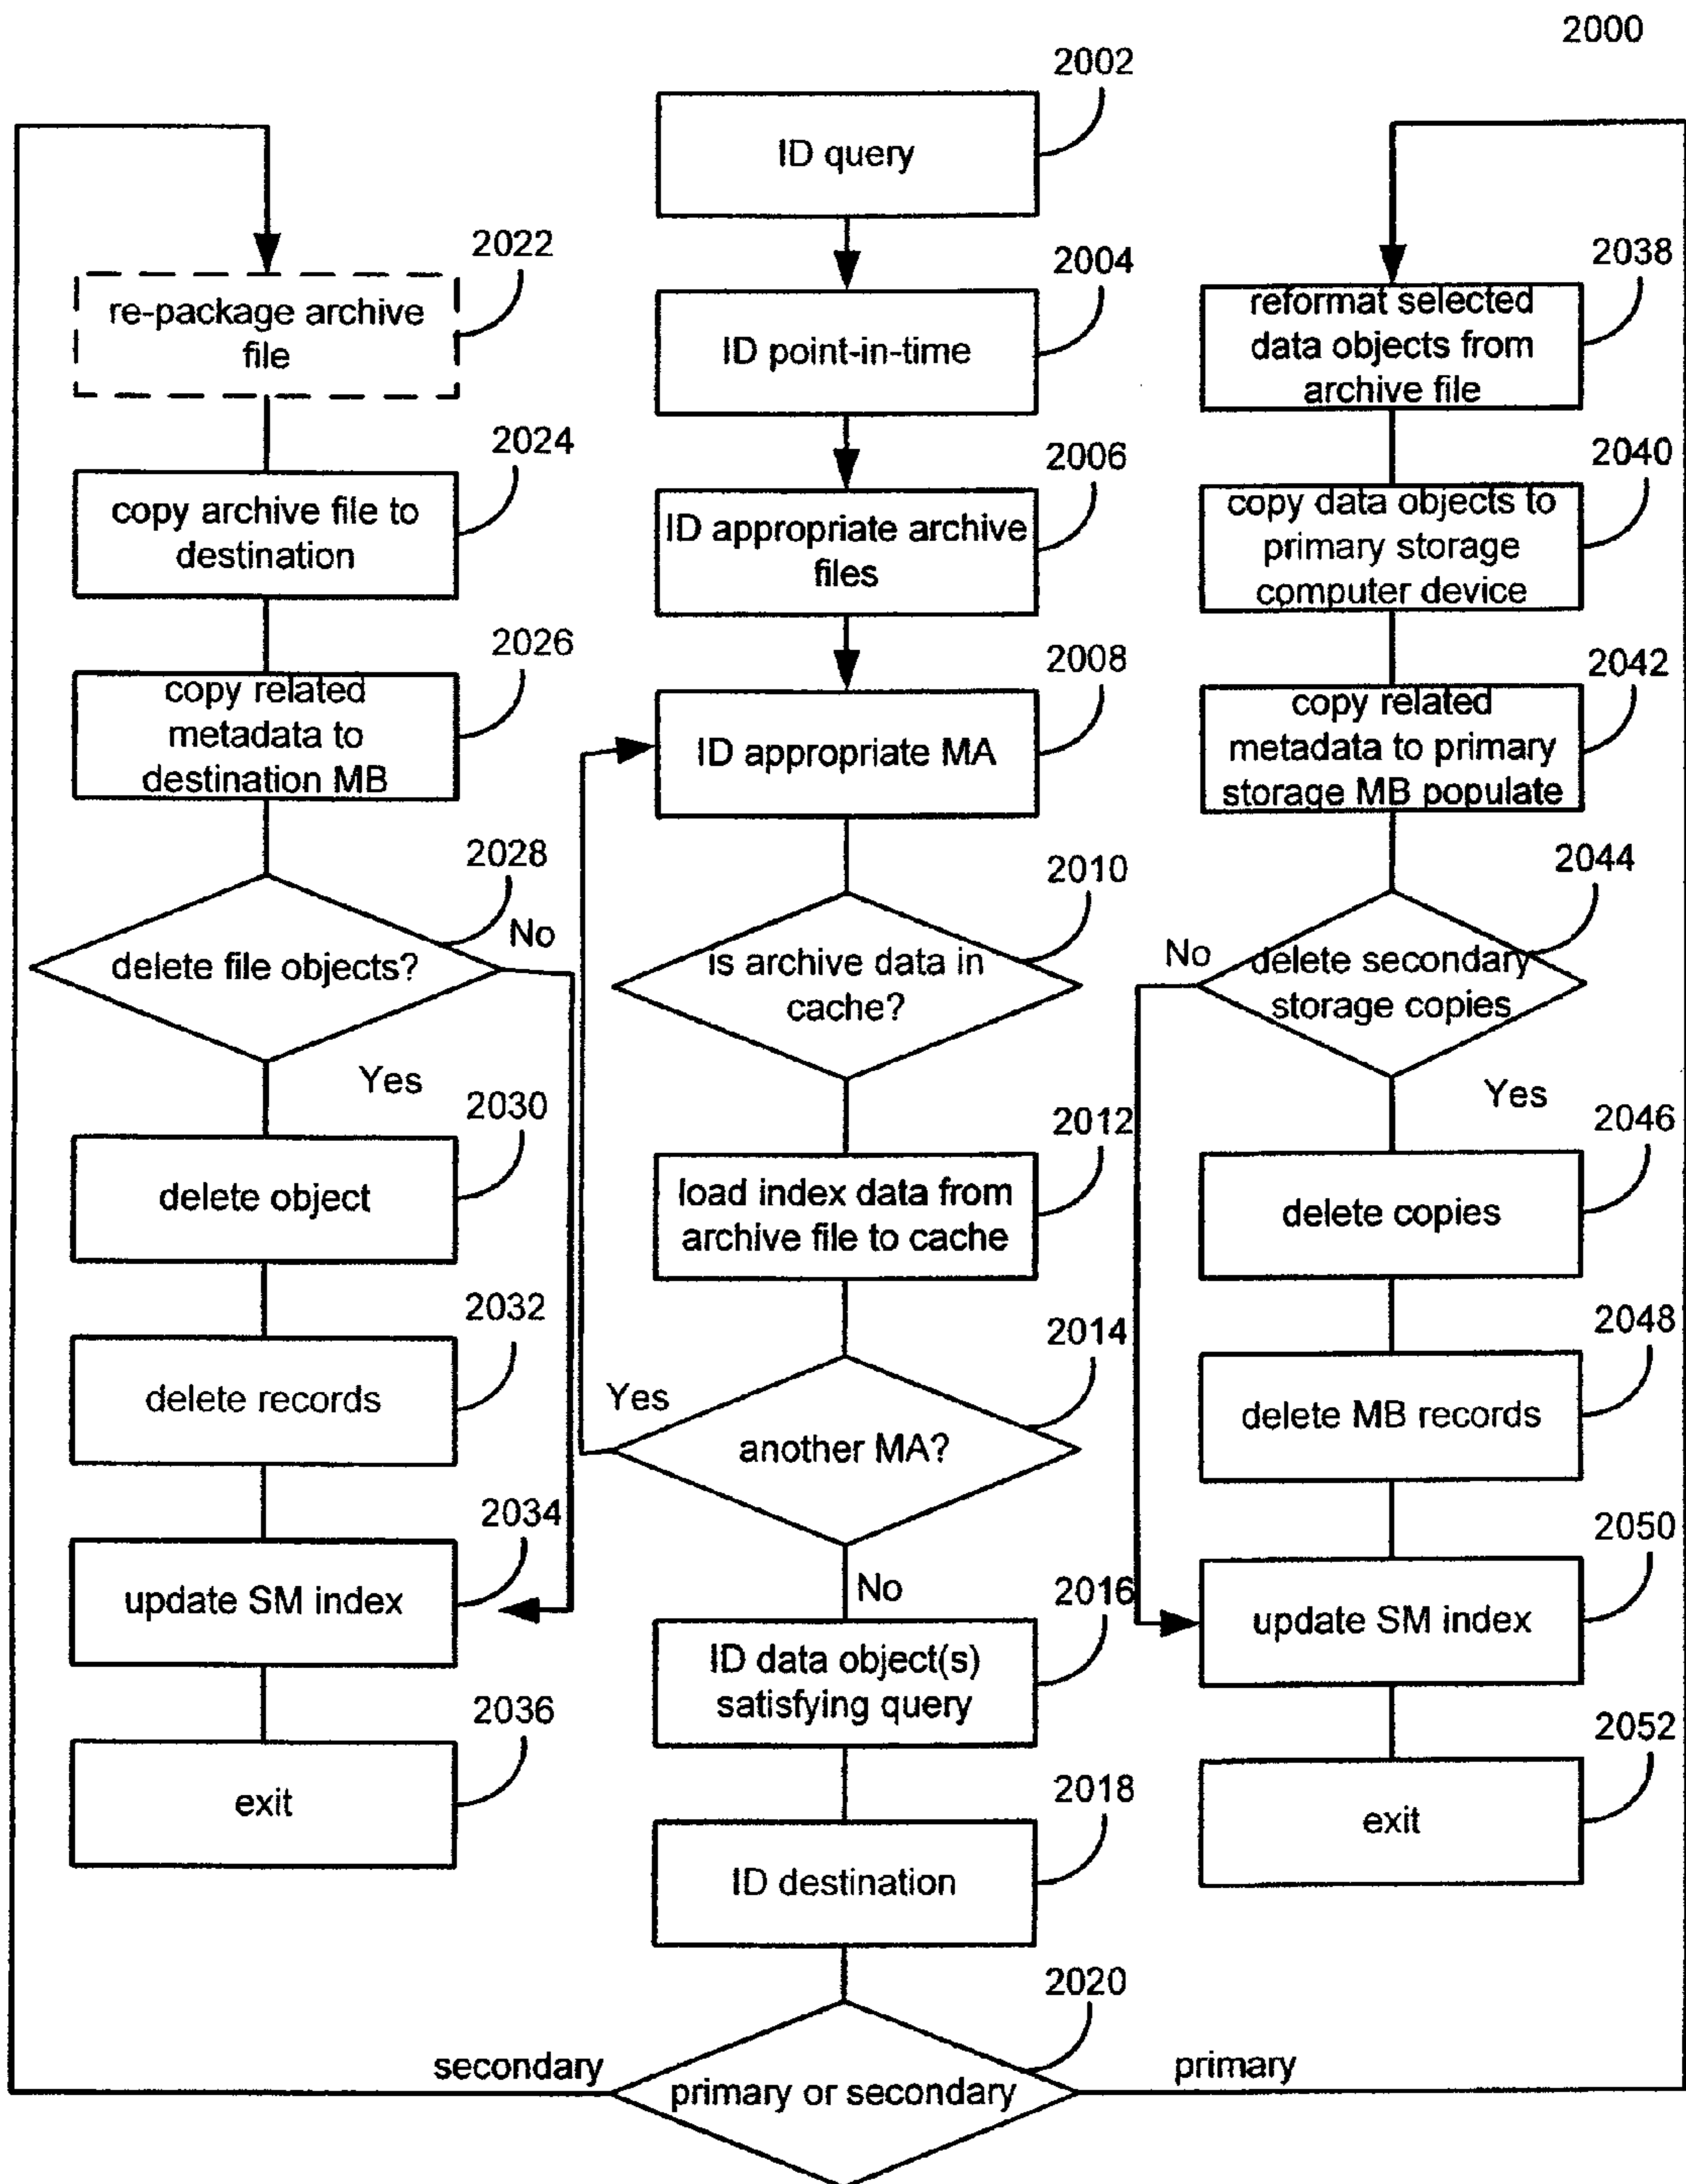 2000
2002
ID query
2004
ID point-in-time
2006
ID appropriate archive
files
2008
ID appropriate MA
2010
is archive data in
cache?
2012
load index data from
archive file to cache
2014
another MA?
Yes
No
2016
ID data object(s)
satisfying query
2018
ID destination
2020
primary or secondary
secondary
primary
2022
re-package archive
file
2024
copy archive file to
destination
2026
copy related
metadata to
destination MB
2028
delete file objects?
No
Yes
2030
delete object
2032
delete records
2034
update SM index
2036
exit
2038
reformat selected
data objects from
archive file
2040
copy data objects to
primary storage
computer device
2042
copy related
metadata to primary
storage MB populate
2044
delete secondary
storage copies
No
Yes
2046
delete copies
2048
delete MB records
2050
update SM index
2052
exit